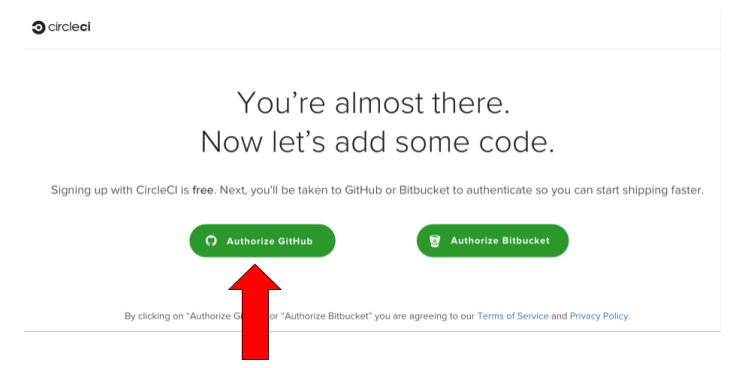 circleci
You're almost there.
Now let's add some code.
Signing up with CircleCI is free. Next, you'll be taken to GitHub or Bitbucket to authenticate so you can start shipping faster.
Authorize GitHub
Authorize Bitbucket
By clicking on "Authorize G or "Authorize Bitbucket" you are agreeing to our Terms of Service and Privacy Policy.